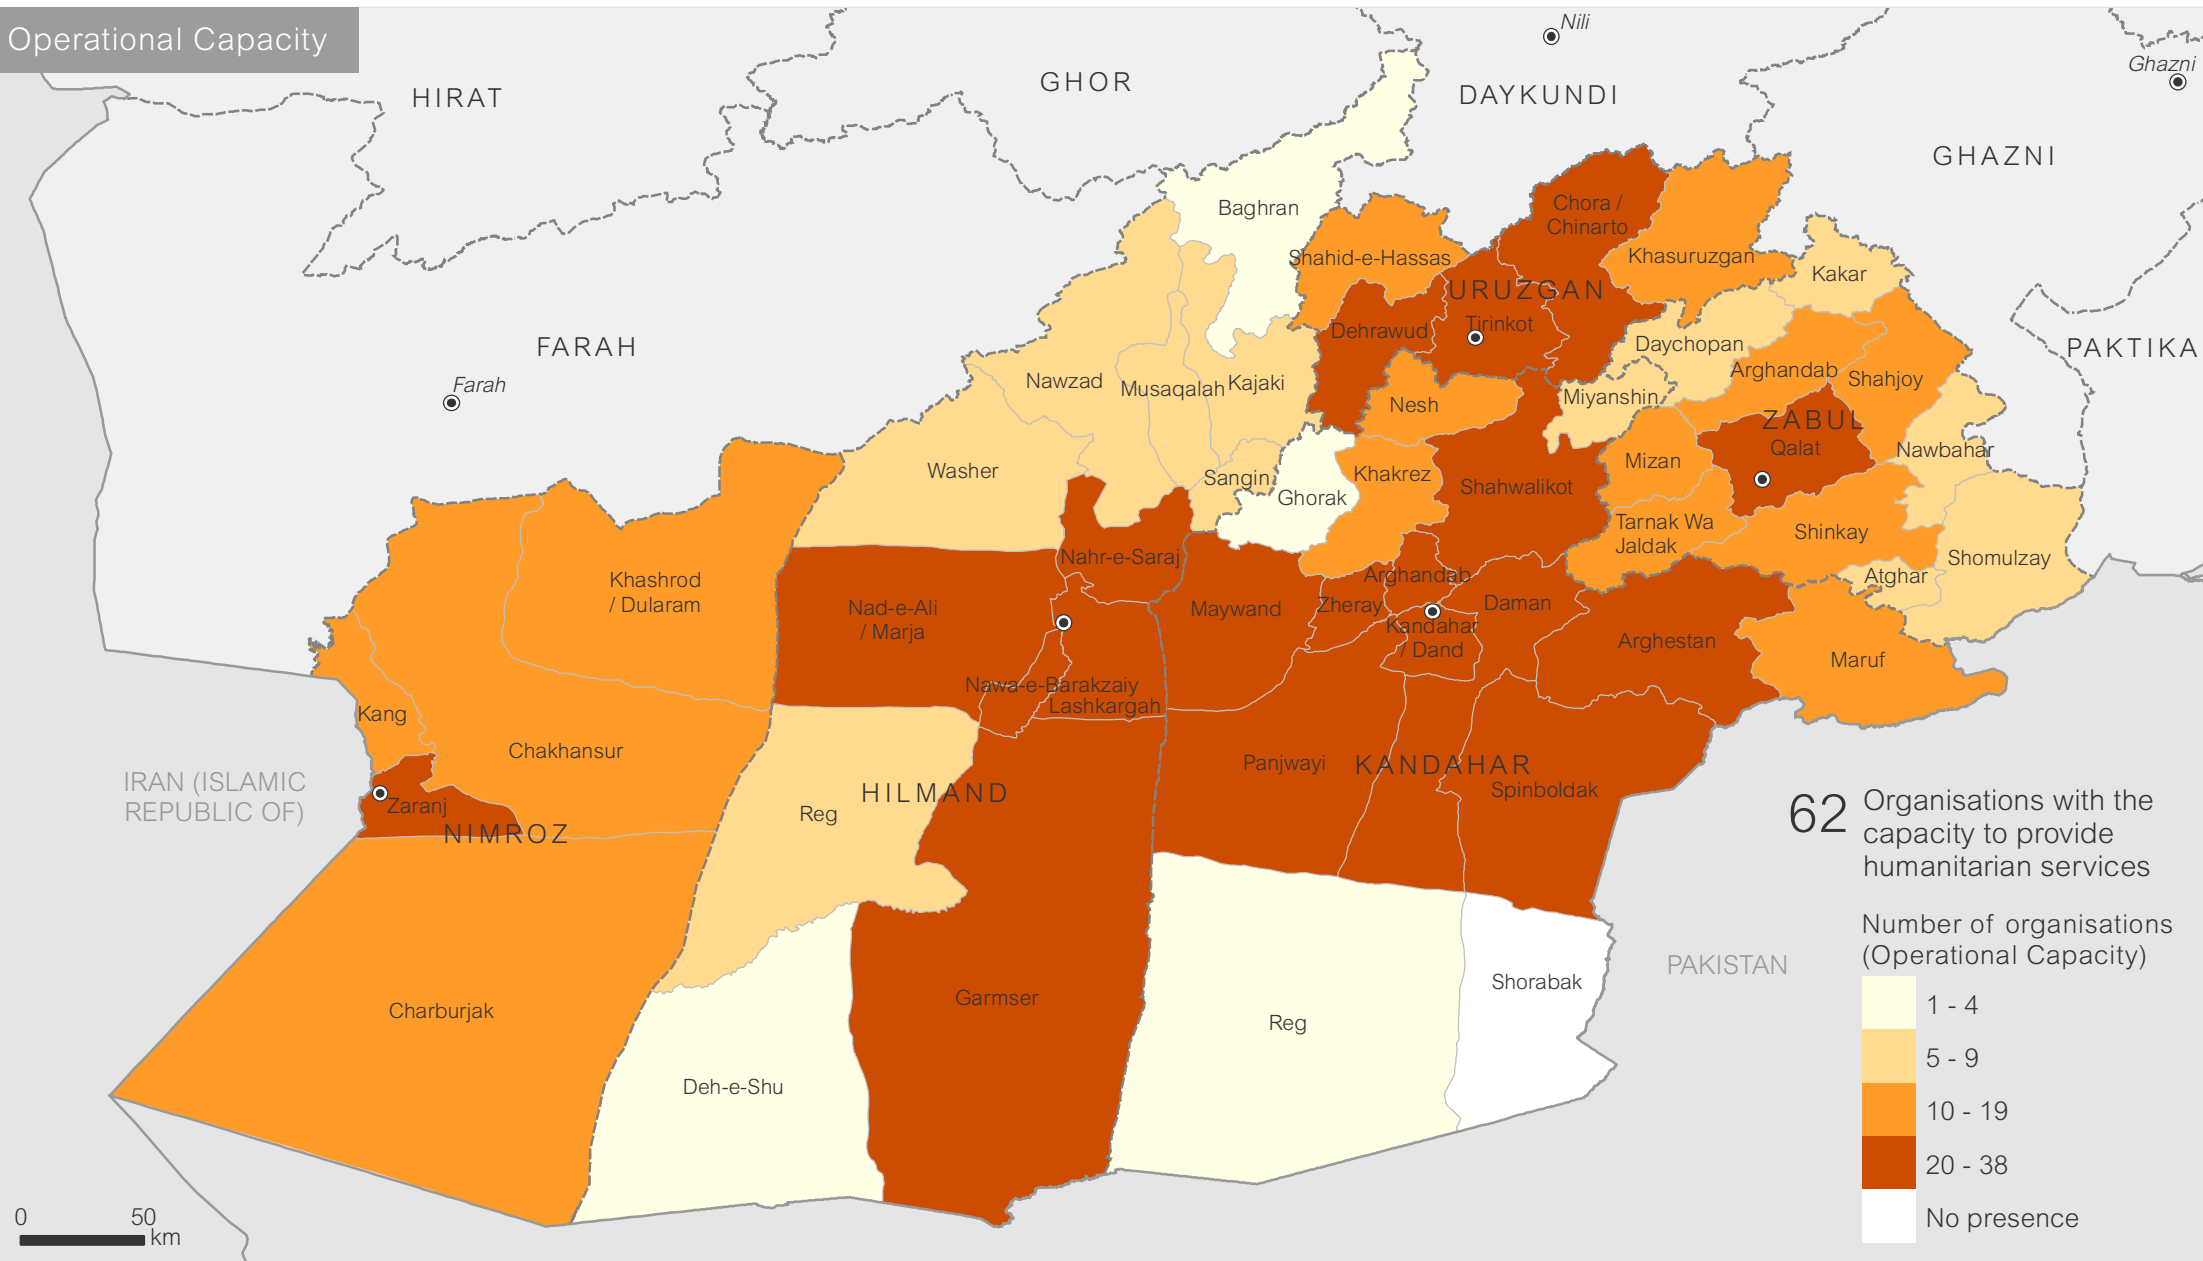 Operational Capacity
Nili
Ghazni
HIRAT
GHOR
DAYKUNDI
GHAZNI
Baghran
Chora /
Chinarto
Shahid-e-Hassas
Khasuruzgan
Kakar
URUZGAN
Tirinkot
Dehrawud
Daychopan
FARAH
Farah
PAKTIKA
Nawzad
Musaqalah
Kajaki
Nesh
Miyanshin
Arghandab
Shahjoy
ZABUL
Qalat
Nawbahar
Washer
Sangin
Ghorak
Khakrez
Shahwalikot
Mizan
Tarnak Wa
Jaldak
Shinkay
Shomulzay
Atghar
Khashrod
/ Dularam
Nahr-e-Saraj
Nad-e-Ali
/ Marja
Maywand
Zheray
Arghandab
Daman
Kandahar
/ Dand
Arghestan
Maruf
Nawa-e-Barakzaiy
Lashkargah
Kang
Chakhansur
Panjwayi
KANDAHAR
Spinboldak
IRAN (ISLAMIC
REPUBLIC OF)
Zaranj
NIMROZ
Reg
HILMAND
62
Organisations with the
capacity to provide
humanitarian services
Number of organisations
(Operational Capacity)
1 - 4
5 - 9
10 - 19
20 - 38
No presence
PAKISTAN
Shorabak
Charburjak
Garmser
Reg
Deh-e-Shu
0 50
km